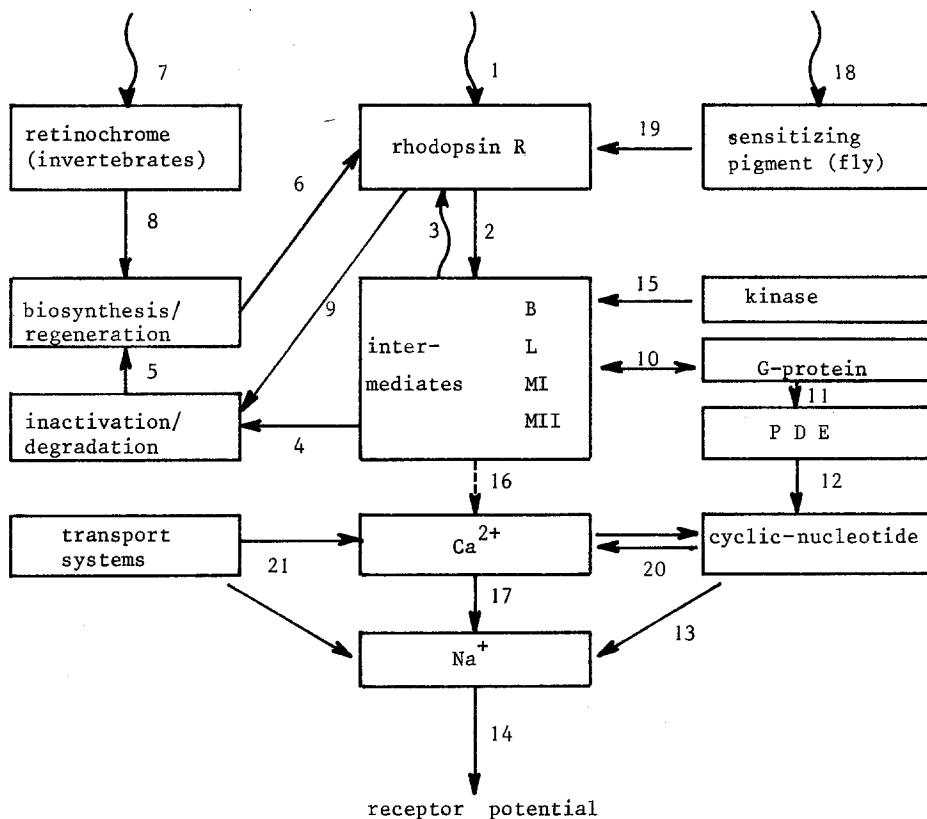 7
1
18
retinochrome
(invertebrates)
rhodopsin R
19
sensitizing
pigment (fly)
8
6
3
2
biosynthesis/
regeneration
9
inter-
mediates
B
L
MI
MII
15
kinase
10
G-protein
5
11
inactivation/
degradation
4
P D E
16
12
transport
systems
21
Ca2+
20
cyclic-nucleotide
17
13
Na+
14
receptor potential